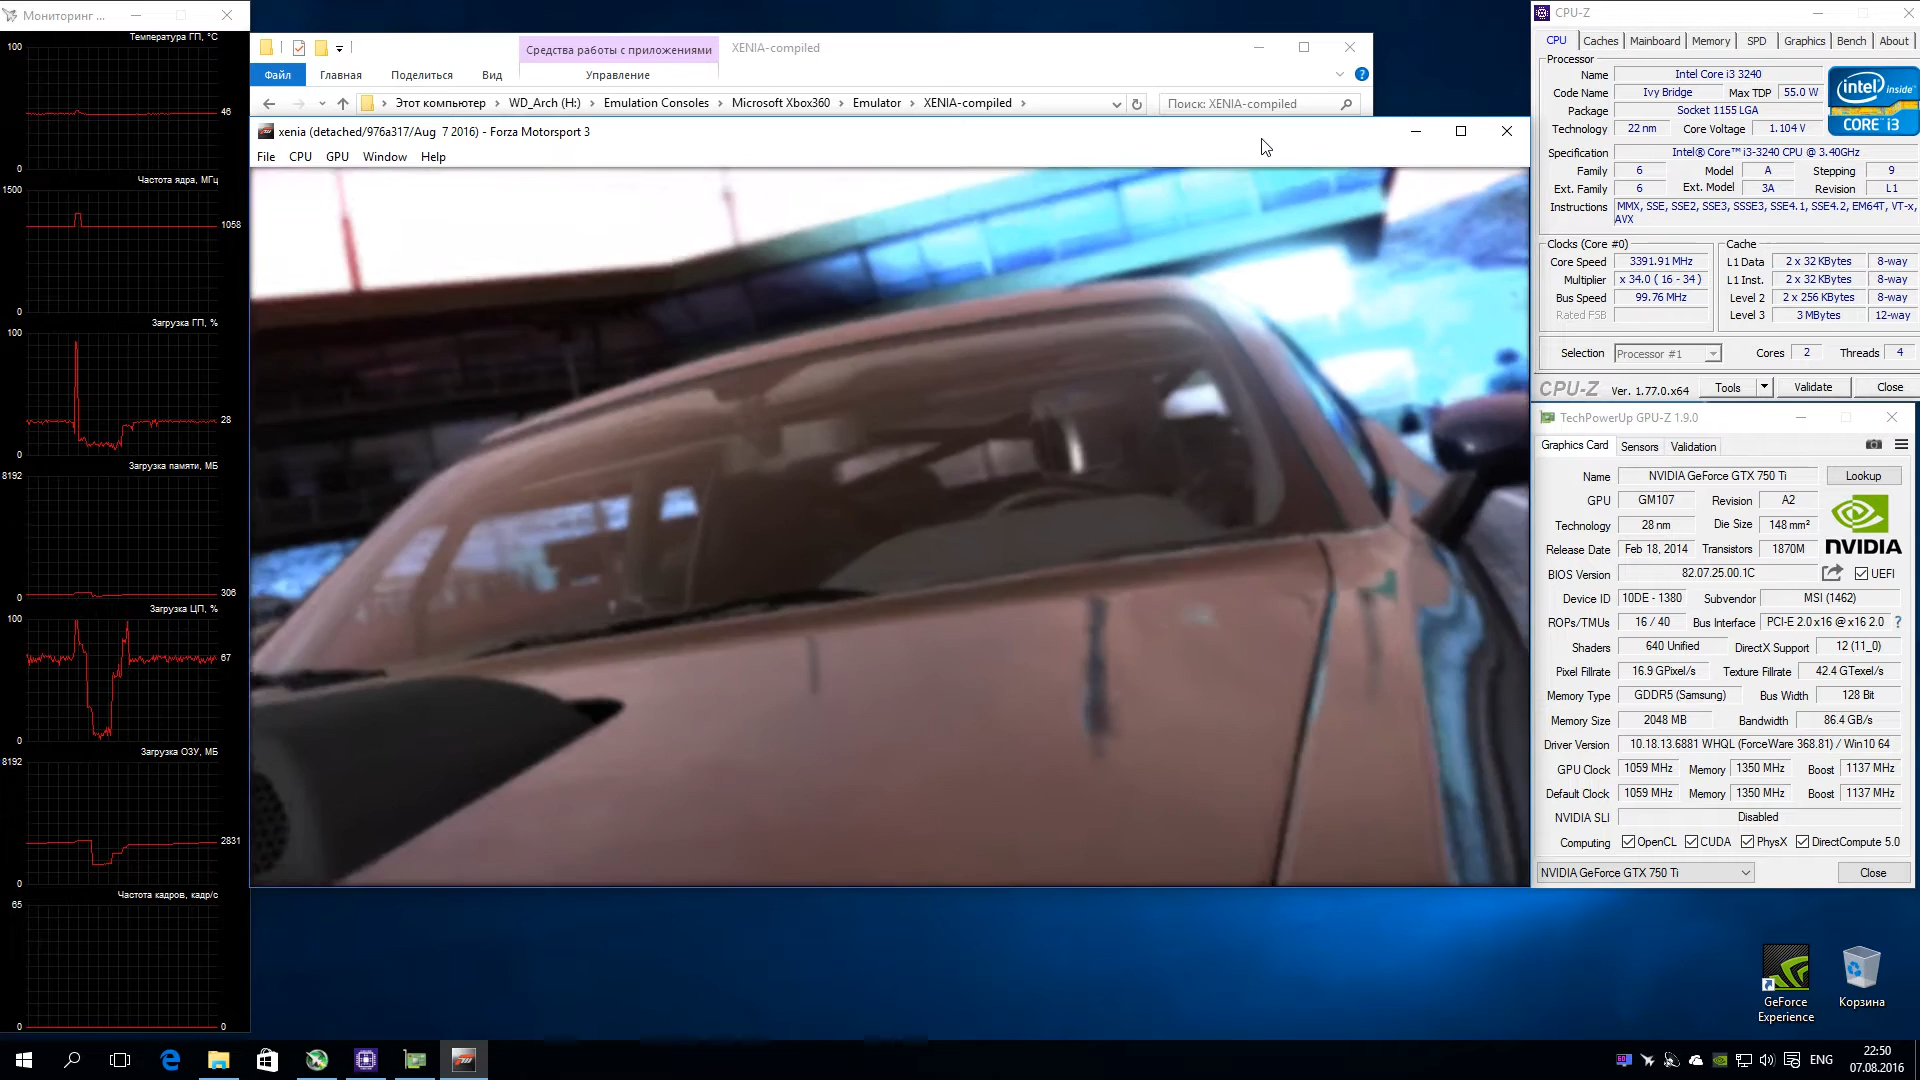 Мониторинг ...
Температура ГП, °C
100
46
0
Частота ядра, МГц
1500
1058
0
Загрузка ГП, %
100
28
0
Загрузка памяти, МБ
8192
306
0
Загрузка ЦП, %
100
67
0
Загрузка ОЗУ, МБ
8192
2831
0
Частота кадров, кадр/с
65
0
0
Средства работы с приложениями
XENIA-compiled
Файл
Главная
Поделиться
Вид
Управление
Этот компьютер
WD_Arch (H:)
Emulation Consoles
Microsoft Xbox360
Emulator
XENIA-compiled
Поиск: XENIA-compiled
xenia (detached/976a317/Aug 7 2016) - Forza Motorsport 3
File CPU GPU Window Help
CPU-Z
CPU Caches Mainboard Memory SPD Graphics Bench About
Processor
Name Intel Core i3 3240
Code Name Ivy Bridge Max TDP 55.0 W
Package Socket 1155 LGA
Technology 22 nm Core Voltage 1.104 V
intel inside™
CORE i3
Specification Intel® Core™ i3-3240 CPU @ 3.40GHz
Family 6 Model A Stepping 9
Ext. Family 6 Ext. Model 3A Revision L1
Instructions MMX, SSE, SSE2, SSE3, SSSE3, SSE4.1, SSE4.2, EM64T, VT-x,
AVX
Clocks (Core #0)
Core Speed 3391.91 MHz
Multiplier x 34.0 ( 16 - 34 )
Bus Speed 99.76 MHz
Rated FSB
Cache
L1 Data 2 x 32 KBytes 8-way
L1 Inst. 2 x 32 KBytes 8-way
Level 2 2 x 256 KBytes 8-way
Level 3 3 MBytes 12-way
Selection Processor #1 Cores 2 Threads 4
CPU-Z Ver. 1.77.0.x64 Tools Validate Close
TechPowerUp GPU-Z 1.9.0
Graphics Card Sensors Validation
Name NVIDIA GeForce GTX 750 Ti Lookup
GPU GM107 Revision A2
Technology 28 nm Die Size 148 mm²
Release Date Feb 18, 2014 Transistors 1870M
NVIDIA
BIOS Version 82.07.25.00.1C UEFI
Device ID 10DE - 1380 Subvendor MSI (1462)
ROPs/TMUs 16 / 40 Bus Interface PCI-E 2.0 x16 @ x16 2.0 ?
Shaders 640 Unified DirectX Support 12 (11_0)
Pixel Fillrate 16.9 GPixel/s Texture Fillrate 42.4 GTexel/s
Memory Type GDDR5 (Samsung) Bus Width 128 Bit
Memory Size 2048 MB Bandwidth 86.4 GB/s
Driver Version 10.18.13.6881 WHQL (ForceWare 368.81) / Win10 64
GPU Clock 1059 MHz Memory 1350 MHz Boost 1137 MHz
Default Clock 1059 MHz Memory 1350 MHz Boost 1137 MHz
NVIDIA SLI Disabled
Computing OpenCL CUDA PhysX DirectCompute 5.0
NVIDIA GeForce GTX 750 Ti Close
GeForce
Experience
Корзина
60
ENG
22:50
07.08.2016